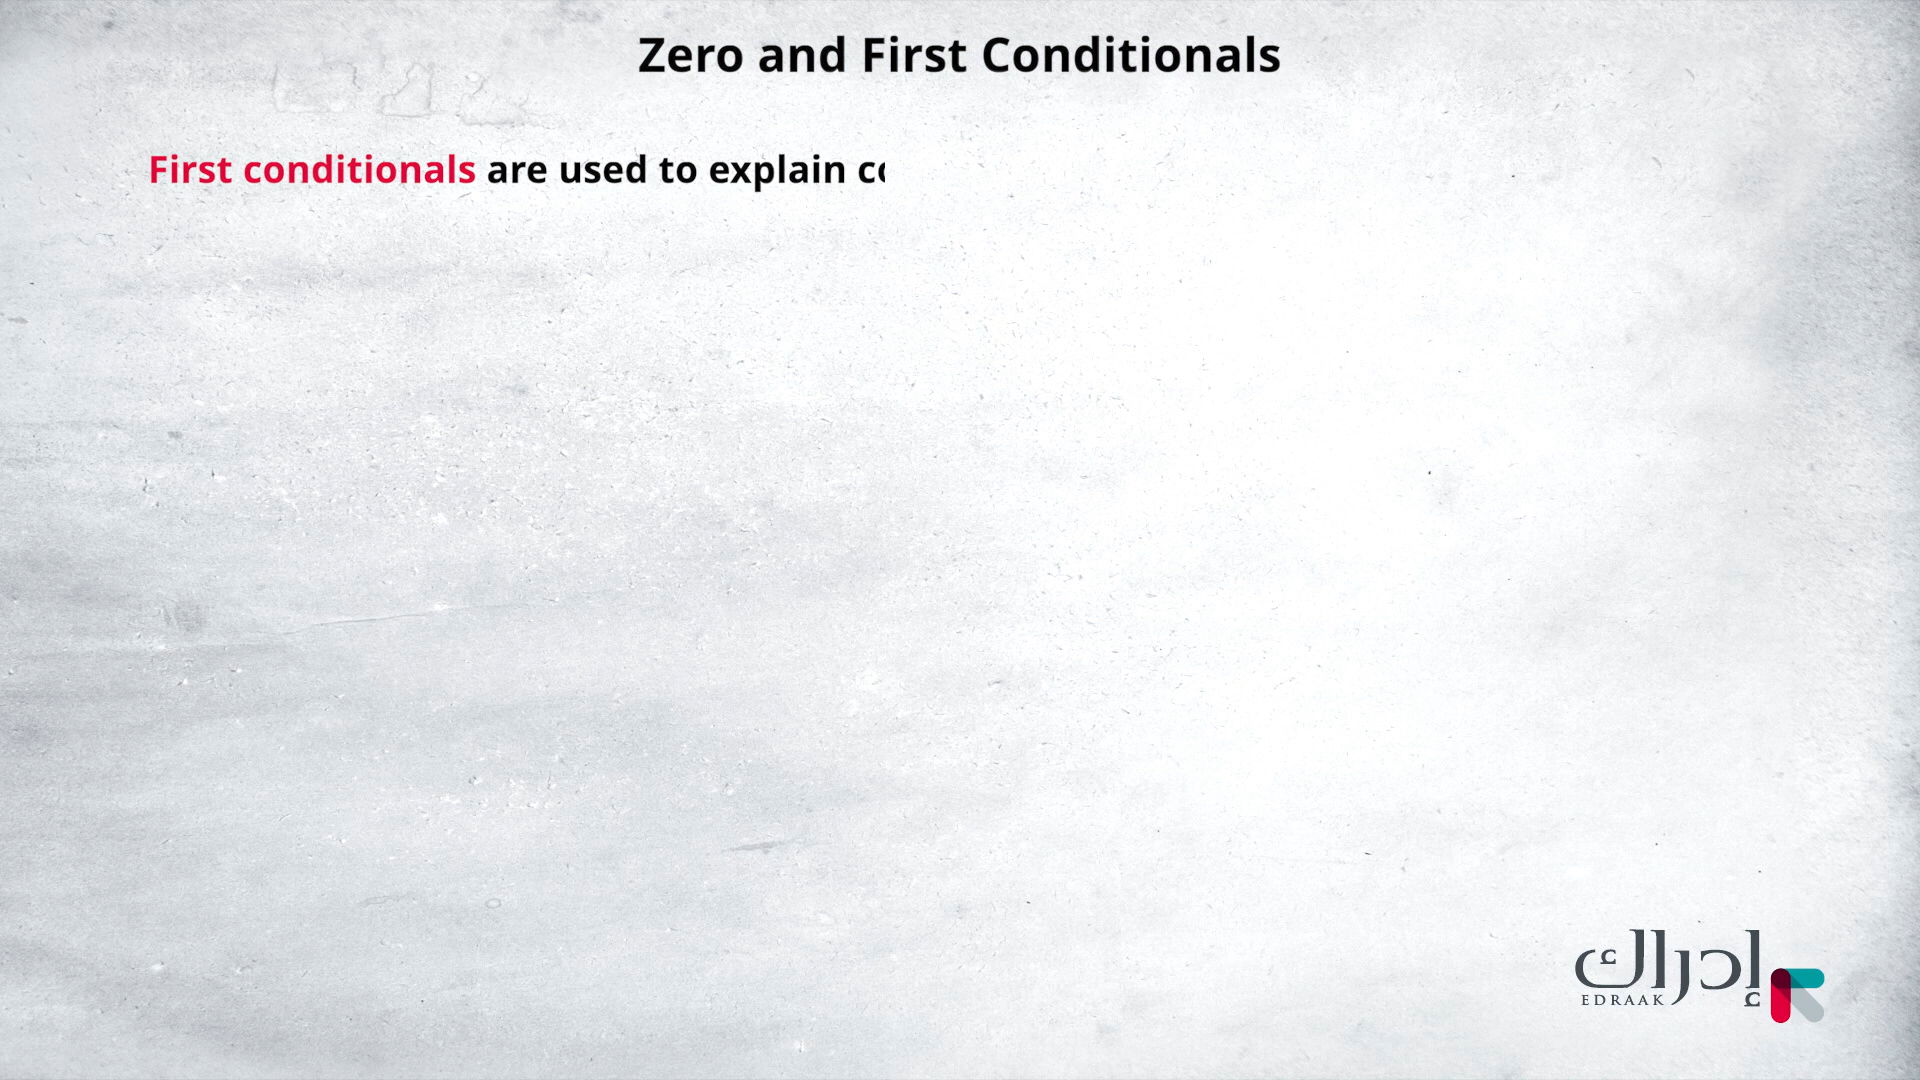 Zero and First Conditionals
First conditionals are used to explain
إدراك
EDRAAK